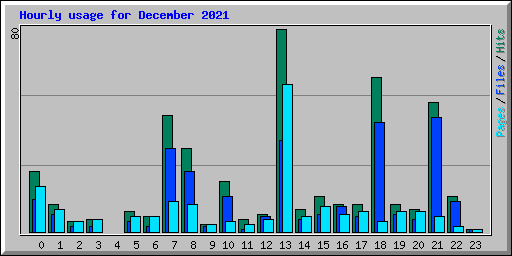 Hourly usage for December 2021
80
Pages / Files / Hits
0 1 2 3 4 5 6 7 8 9 10 11 12 13 14 15 16 17 18 19 20 21 22 23